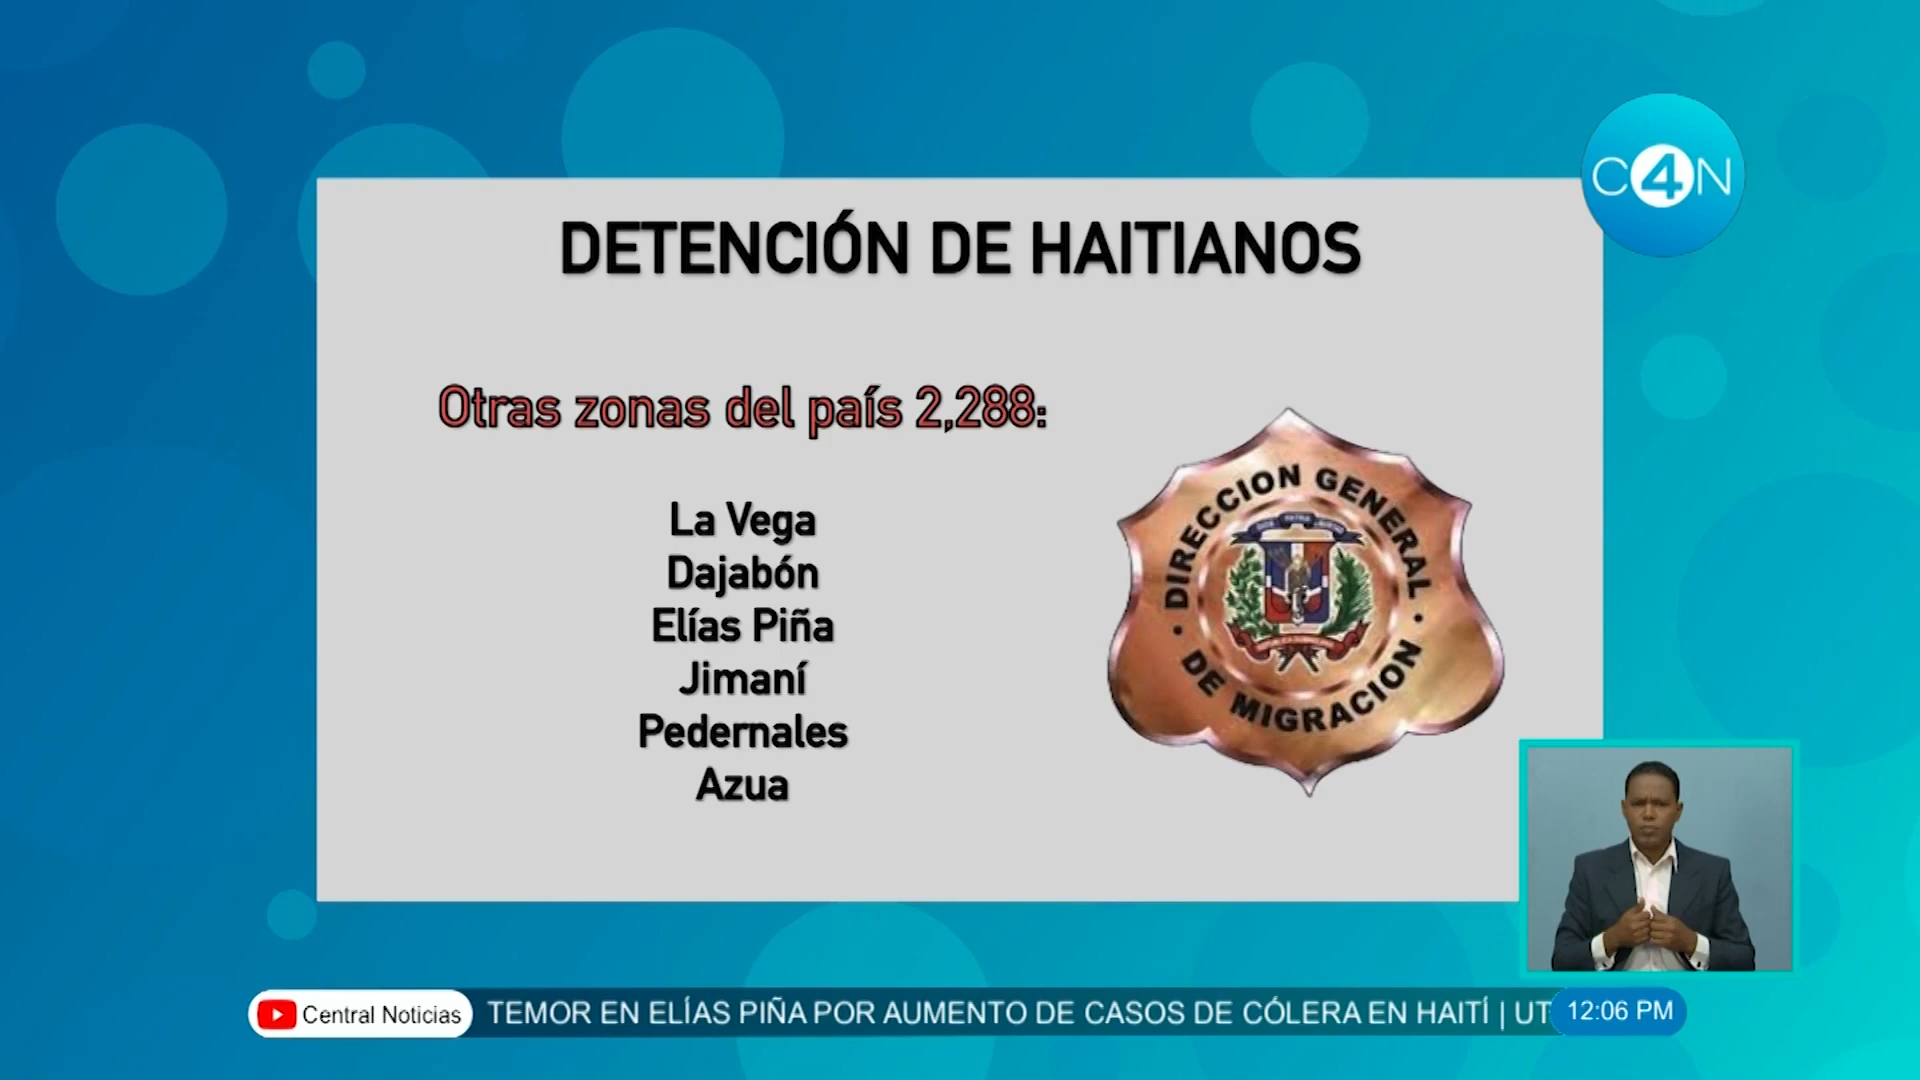 C4N
DETENCIÓN DE HAITIANOS
Otras zonas del país 2,288:
La Vega
Dajabón
Elías Piña
Jimaní
Pedernales
Azua
DIRECCION GENERAL
DE MIGRACION
Central Noticias
TEMOR EN ELÍAS PIÑA POR AUMENTO DE CASOS DE CÓLERA EN HAITÍ | UT
12:06 PM